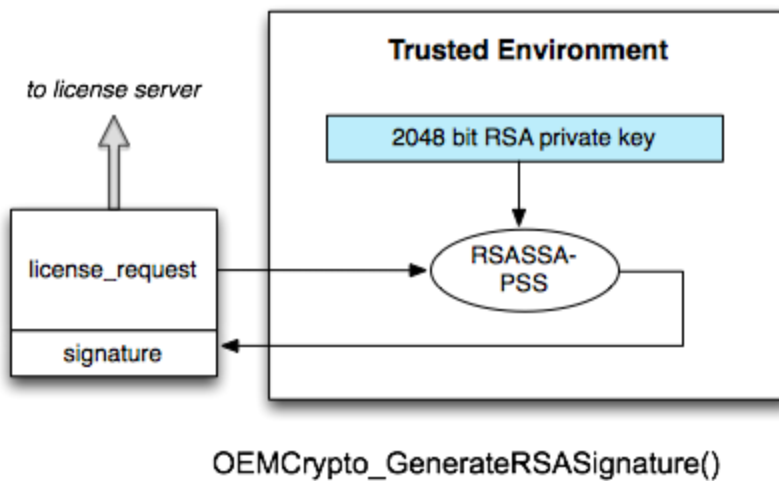 Trusted Environment
to license server
2048 bit RSA private key
license_request
RSASSA-
PSS
signature
OEMCrypto_GenerateRSASignature()